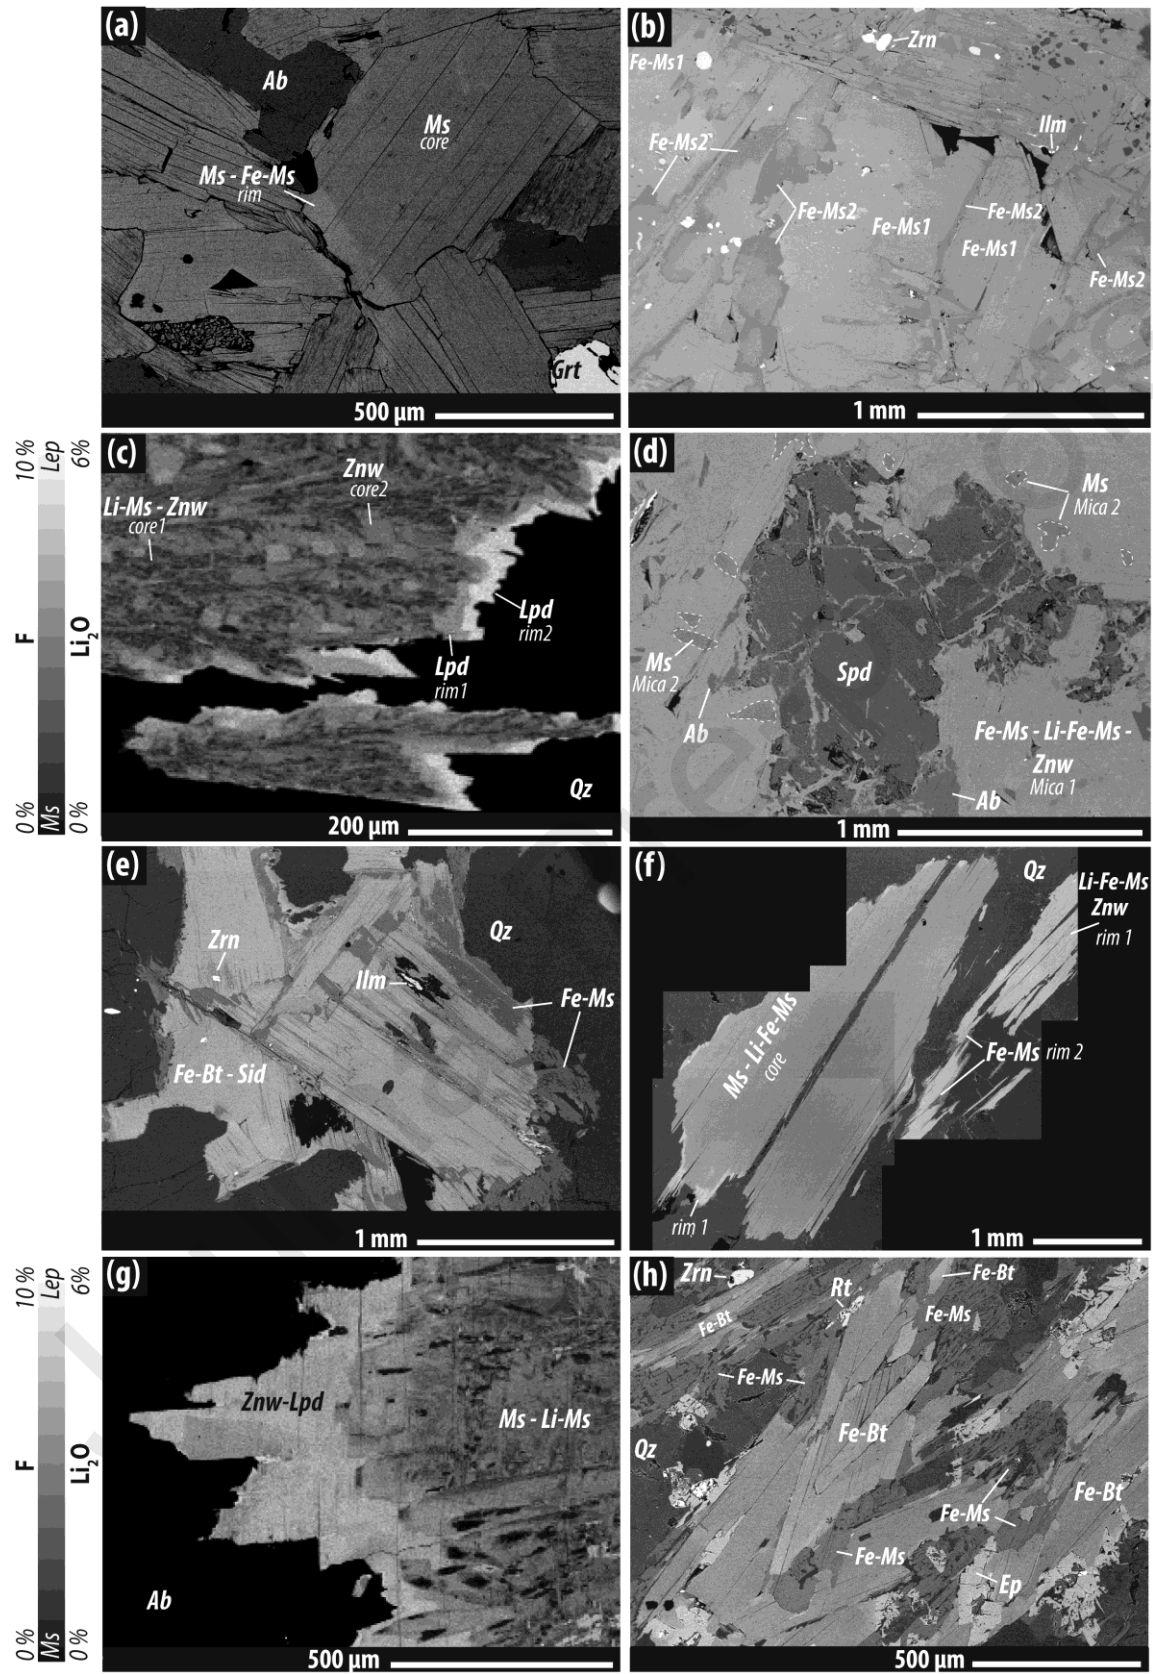 (a)
Ab
Ms
core
Ms - Fe-Ms
rim
Grt
500 µm
(b)
Zrn
Fe-Ms1
Ilm
Fe-Ms2
Fe-Ms2
Fe-Ms2
Fe-Ms1
Fe-Ms1
Fe-Ms2
1 mm
10 %
Lep
6%
F
Li2O
0 %
Ms
0 %
(c)
Znw
core2
Li-Ms - Znw
core1
Lpd
rim2
Lpd
rim1
Qz
200 µm
(d)
Ms
Mica 2
Ms
Mica 2
Spd
Ab
Fe-Ms - Li-Fe-Ms -
Znw
Mica 1
Ab
1 mm
(e)
Zrn
Qz
Ilm
Fe-Ms
Fe-Bt - Sid
1 mm
(f)
Qz
Li-Fe-Ms
Znw
rim 1
Ms - Li-Fe-Ms
core
Fe-Ms rim 2
rim 1
1 mm
10 %
Lep
6%
F
Li2O
0 %
Ms
0 %
(g)
Znw-Lpd
Ms - Li-Ms
Ab
500 µm
(h)
Zrn
Fe-Bt
Rt
Fe-Ms
Fe-Bt
Fe-Ms
Fe-Bt
Qz
Fe-Bt
Fe-Ms
Fe-Ms
Ep
500 µm